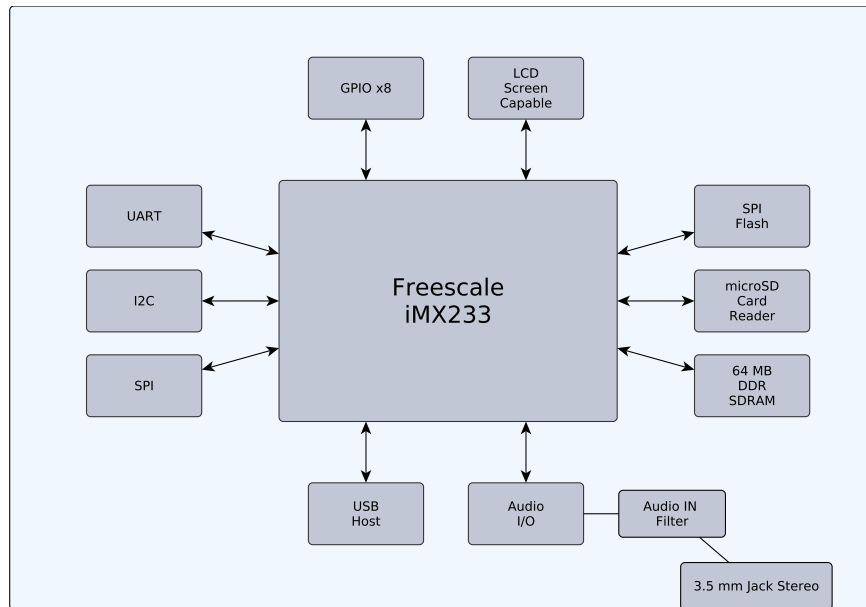 GPIO x8
LCD
Screen
Capable
UART
SPI
Flash
Freescale
iMX233
I2C
microSD
Card
Reader
SPI
64 MB
DDR
SDRAM
USB
Host
Audio
I/O
Audio IN
Filter
3.5 mm Jack Stereo